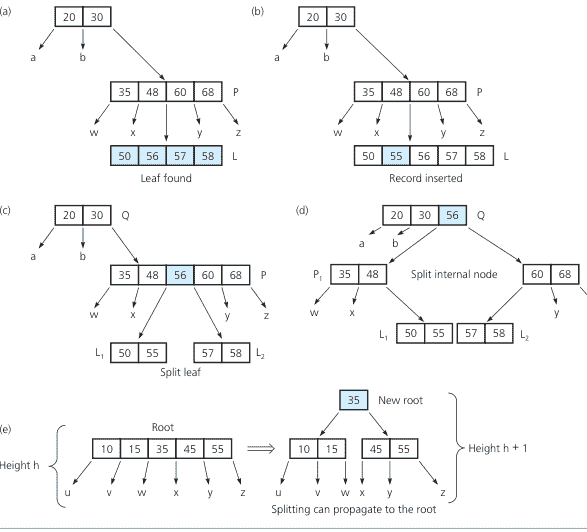 (a)
20 30
a b
35 48 60 68 P
w x y z
50 56 57 58 L
Leaf found
(b)
20 30
a b
35 48 60 68 P
w x y z
50 55 56 57 58 L
Record inserted
(c)
20 30 Q
a b
35 48 56 60 68 P
w x y z
L1 50 55 57 58 L2
Split leaf
(d)
20 30 56 Q
a b
P1 35 48 Split internal node 60 68
w x y
L1 50 55 57 58 L2
(e)
Root
Height h
10 15 35 45 55
u v w x y z
35 New root
10 15 45 55
Height h + 1
u v w x y z
Splitting can propagate to the root